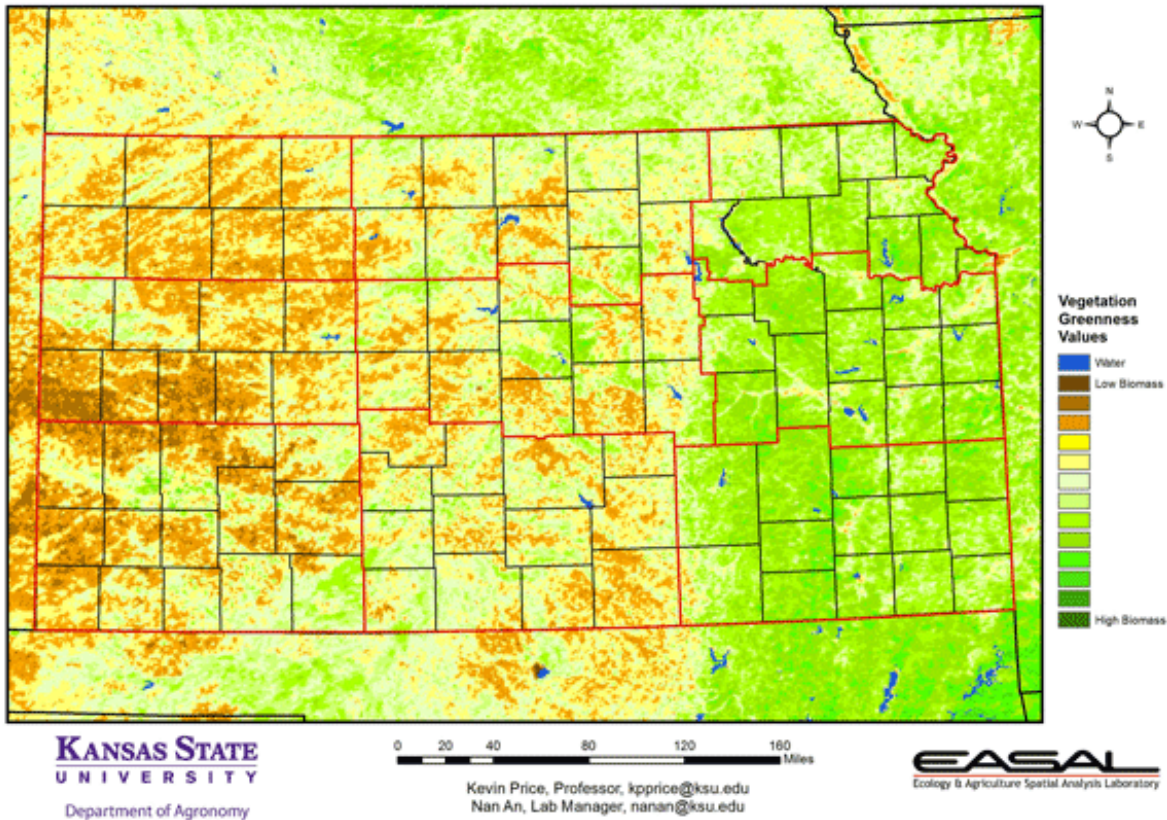 N
W E
S
Vegetation
Greenness
Values
Water
Low Biomass
High Biomass
KANSAS STATE
UNIVERSITY
Department of Agronomy
0 20 40 80 120 160
Miles
Kevin Price, Professor, kpprice@ksu.edu
Nan An, Lab Manager, nanan@ksu.edu
EASAL
Ecology & Agriculture Spatial Analysis Laboratory